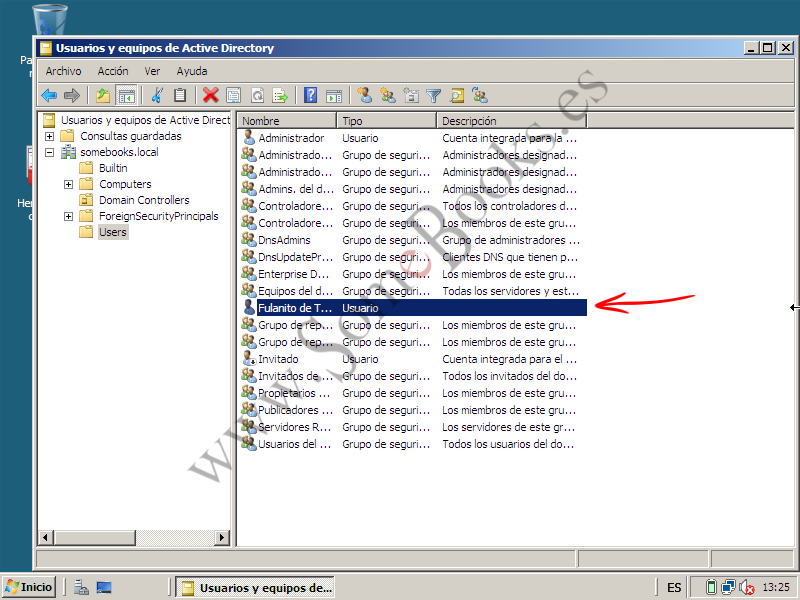 Pa
Usuarios y equipos de Active Directory
Archivo Acción Ver Ayuda
Usuarios y equipos de Active Direct
Consultas guardadas
somebooks.local
Builtin
Computers
Domain Controllers
ForeignSecurityPrincipals
Users
Her
Nombre Tipo Descripción
Administrador Usuario Cuenta integrada para la ...
Administrado... Grupo de seguri... Administradores designad...
Administrado... Grupo de seguri... Administradores designad...
Admins. del d... Grupo de seguri... Administradores designad...
Controladore... Grupo de seguri... Todos los controladores d...
Controladore... Grupo de seguri... Los miembros de este gru...
DnsAdmins Grupo de seguri... Grupo de administradores ...
DnsUpdatePr... Grupo de seguri... Clientes DNS que tienen p...
Enterprise D... Grupo de seguri... Los miembros de este gru...
Equipos del d... Grupo de seguri... Todas los servidores y est...
Fulanito de T... Usuario
Grupo de rep... Grupo de seguri... Los miembros de este gru...
Grupo de rep... Grupo de seguri... Los miembros de este gru...
Invitado Usuario Cuenta integrada para el ...
Invitados de ... Grupo de seguri... Todos los invitados del do...
Propietarios ... Grupo de seguri... Los miembros de este gru...
Publicadores ... Grupo de seguri... Los miembros de este gru...
Servidores R... Grupo de seguri... Los servidores de este gr...
Usuarios del ... Grupo de seguri... Todos los usuarios del do...
www.SomeBooks.es
Inicio Usuarios y equipos de... ES 13:25